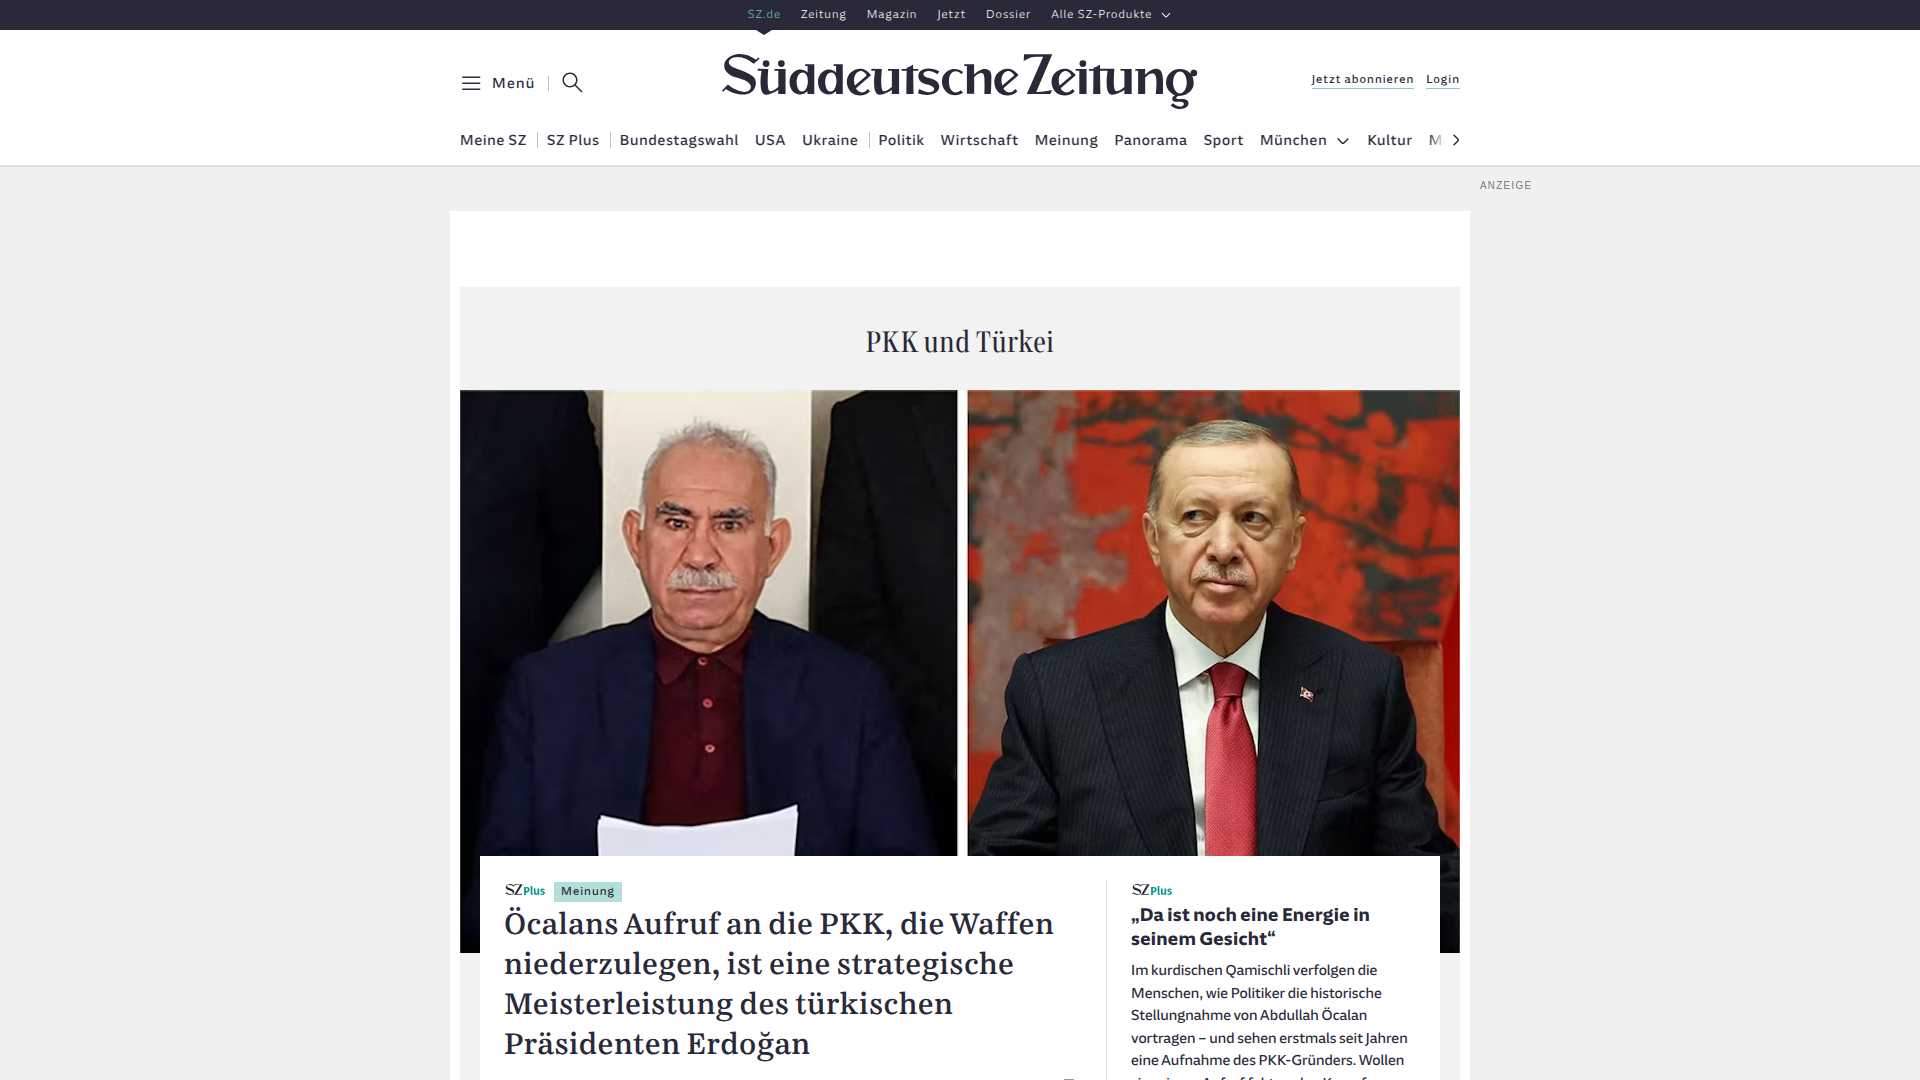 SZ.de Zeitung Magazin Jetzt Dossier Alle SZ-Produkte
Menü
Süddeutsche Zeitung
Jetzt abonnieren Login
Meine SZ SZ Plus Bundestagswahl USA Ukraine Politik Wirtschaft Meinung Panorama Sport München Kultur M
ANZEIGE
PKK und Türkei
SZ Plus Meinung
Öcalans Aufruf an die PKK, die Waffen
niederzulegen, ist eine strategische
Meisterleistung des türkischen
Präsidenten Erdoğan
SZ Plus
„Da ist noch eine Energie in
seinem Gesicht“
Im kurdischen Qamischli verfolgen die
Menschen, wie Politiker die historische
Stellungnahme von Abdullah Öcalan
vortragen – und sehen erstmals seit Jahren
eine Aufnahme des PKK-Gründers. Wollen